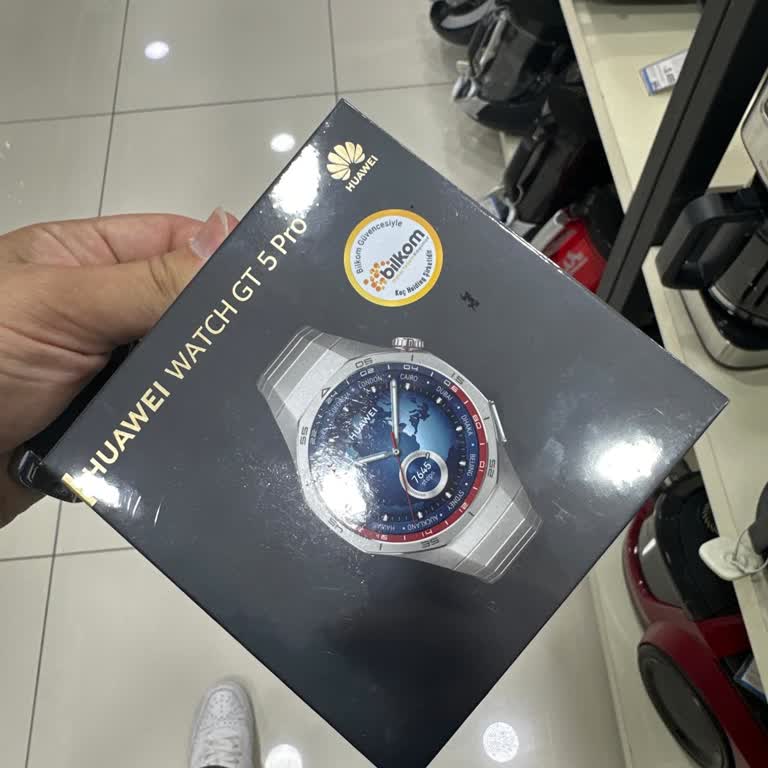 HUAWEI
HUAWEI WATCH GT 5 Pro
Bilkom Güvencesiyle
bilkom
Koç Holding Şirketidir
HUAWEI
LONDON
CAIRO
DUBAI
DHAKA
BEIJING
SYDNEY
AUCKLAND
7645
steps